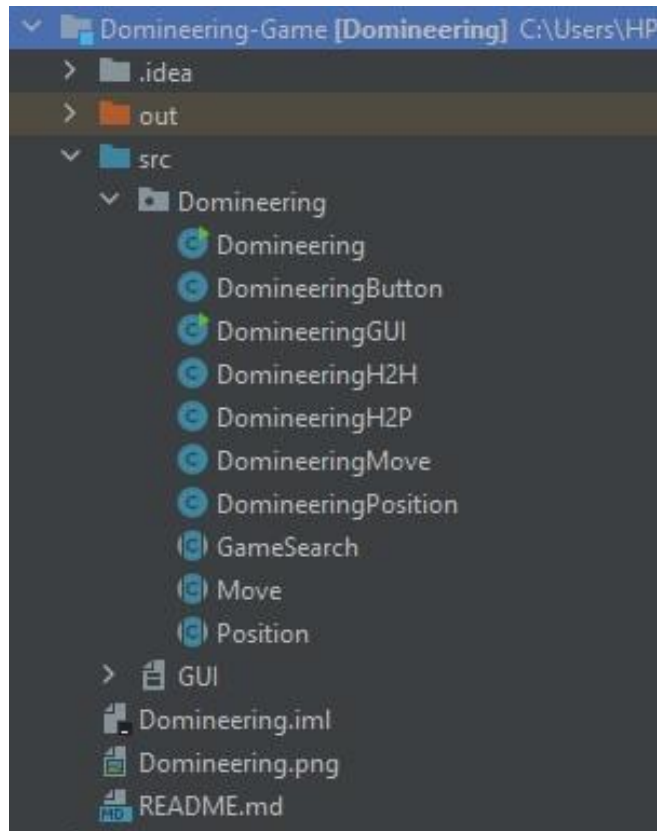 Domineering-Game [Domineering] C:\Users\HP
.idea
out
src
Domineering
Domineering
DomineeringButton
DomineeringGUI
DomineeringH2H
DomineeringH2P
DomineeringMove
DomineeringPosition
GameSearch
Move
Position
GUI
Domineering.iml
Domineering.png
README.md